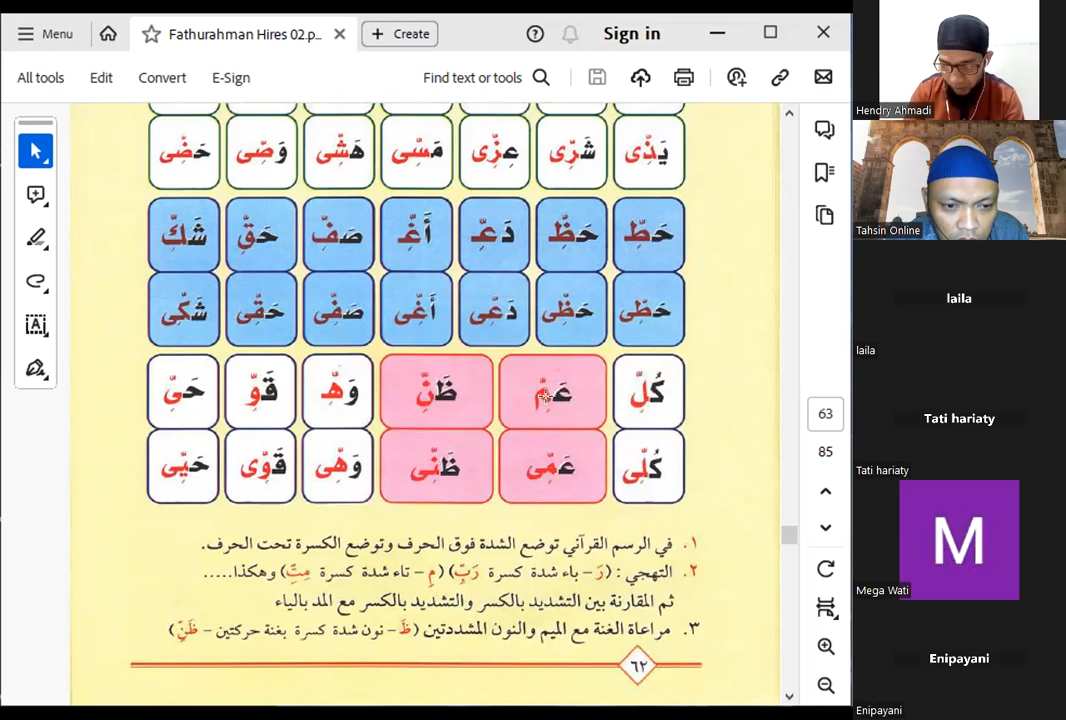 Menu
Fathurahman Hires 02.p...
Create
Sign in
All tools
Edit
Convert
E-Sign
Find text or tools
يَذِّى شَرِّى عِزِّى مَسِّى هَشِّى وَصِّى حَضِّى
حَطِّ حَظِّ دَعِّ أَغِّ صَفِّ حَقِّ شَكِّ
حَطِّى حَظِّى دَعِّى أَغِّى صَفِّى حَقِّى شَكِّى
كُلِّ عَمِّ ظَنِّ وَهِّ قَوِّ حَىِّ
كُلِّى عَمِّى ظَنِّى وَهِّى قَوِّى حَيِّى
١. في الرسم القرآني توضع الشدة فوق الحرف وتوضع الكسرة تحت الحرف.
٢. التهجي : (رَ - باء شدة كسرة رَبِّ) (مِ - تاء شدة كسرة مِتِّ) وهكذا.....
ثم المقارنة بين التشديد بالكسر والتشديد بالكسر مع المد بالياء
٣. مراعاة الغنة مع الميم والنون المشددتين (ظَ - نون شدة كسرة بغنة حركتين - ظَنِّ)
٦٢
63
85
Hendry Ahmadi
Tahsin Online
laila
laila
Tati hariaty
Tati hariaty
M
Mega Wati
Enipayani
Enipayani